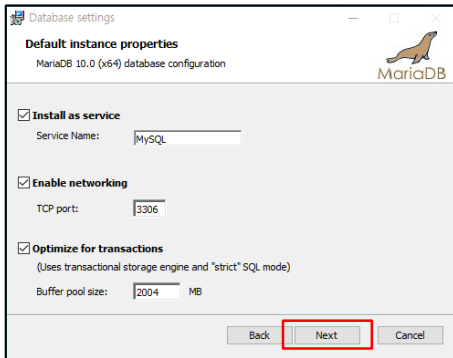 Database settings
Default instance properties
MariaDB 10.0 (x64) database configuration
MariaDB
Install as service
Service Name: MySQL
Enable networking
TCP port: 3306
Optimize for transactions
(Uses transactional storage engine and "strict" SQL mode)
Buffer pool size: 2004 MB
Back Next Cancel